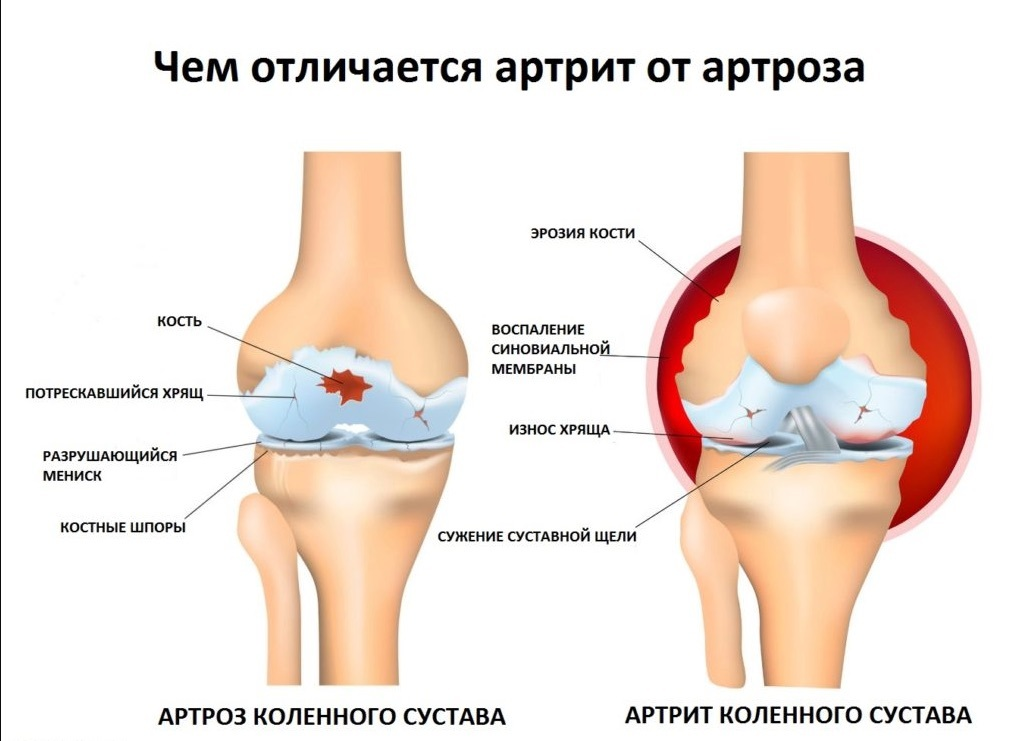 Чем отличается артрит от артроза
КОСТЬ
ПОТРЕСКАВШИЙСЯ ХРЯЩ
РАЗРУШАЮЩИЙСЯ
МЕНИСК
КОСТНЫЕ ШПОРЫ
АРТРОЗ КОЛЕННОГО СУСТАВА
ЭРОЗИЯ КОСТИ
ВОСПАЛЕНИЕ
СИНОВИАЛЬНОЙ
МЕМБРАНЫ
ИЗНОС ХРЯЩА
СУЖЕНИЕ СУСТАВНОЙ ЩЕЛИ
АРТРИТ КОЛЕННОГО СУСТАВА